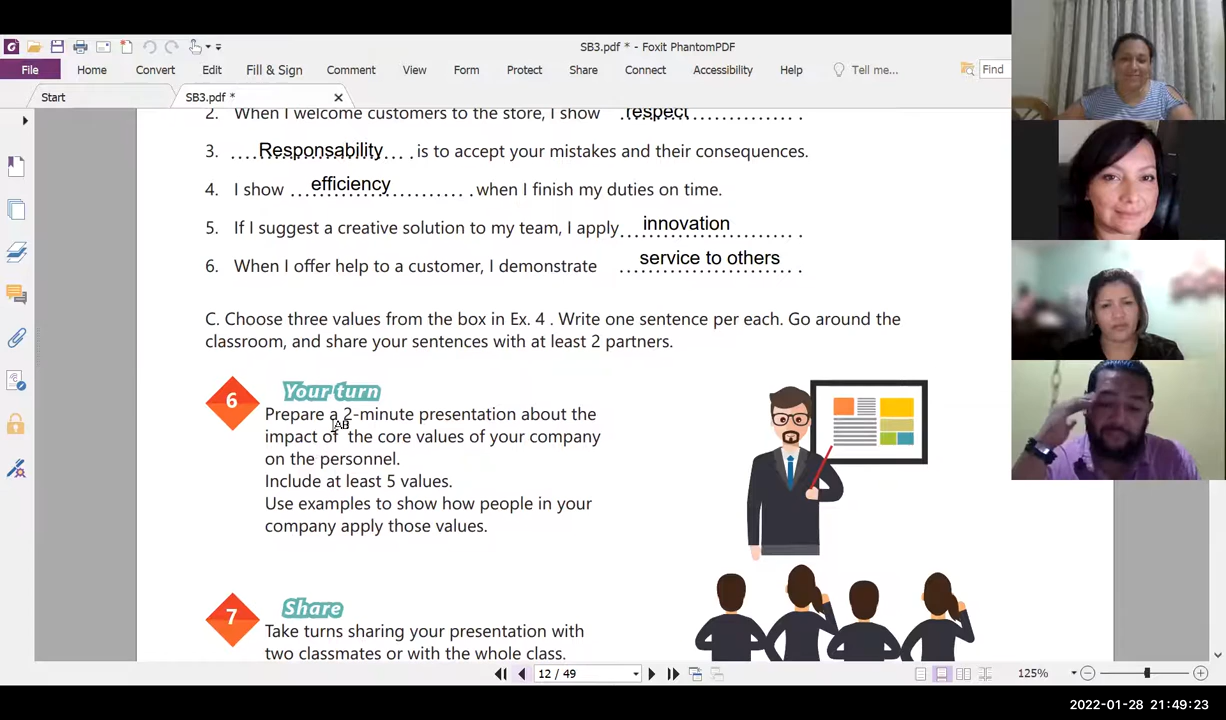 SB3.pdf * - Foxit PhantomPDF
File Home Convert Edit Fill & Sign Comment View Form Protect Share Connect Accessibility Help Tell me... Find
Start SB3.pdf *
2. When I welcome customers to the store, I show respect
3. Responsability is to accept your mistakes and their consequences.
4. I show efficiency when I finish my duties on time.
5. If I suggest a creative solution to my team, I apply innovation
6. When I offer help to a customer, I demonstrate service to others
C. Choose three values from the box in Ex. 4 . Write one sentence per each. Go around the
classroom, and share your sentences with at least 2 partners.
6 Your turn
Prepare a 2-minute presentation about the
impact of the core values of your company
on the personnel.
Include at least 5 values.
Use examples to show how people in your
company apply those values.
7 Share
Take turns sharing your presentation with
two classmates or with the whole class.
12 / 49
125%
2022-01-28 21:49:23